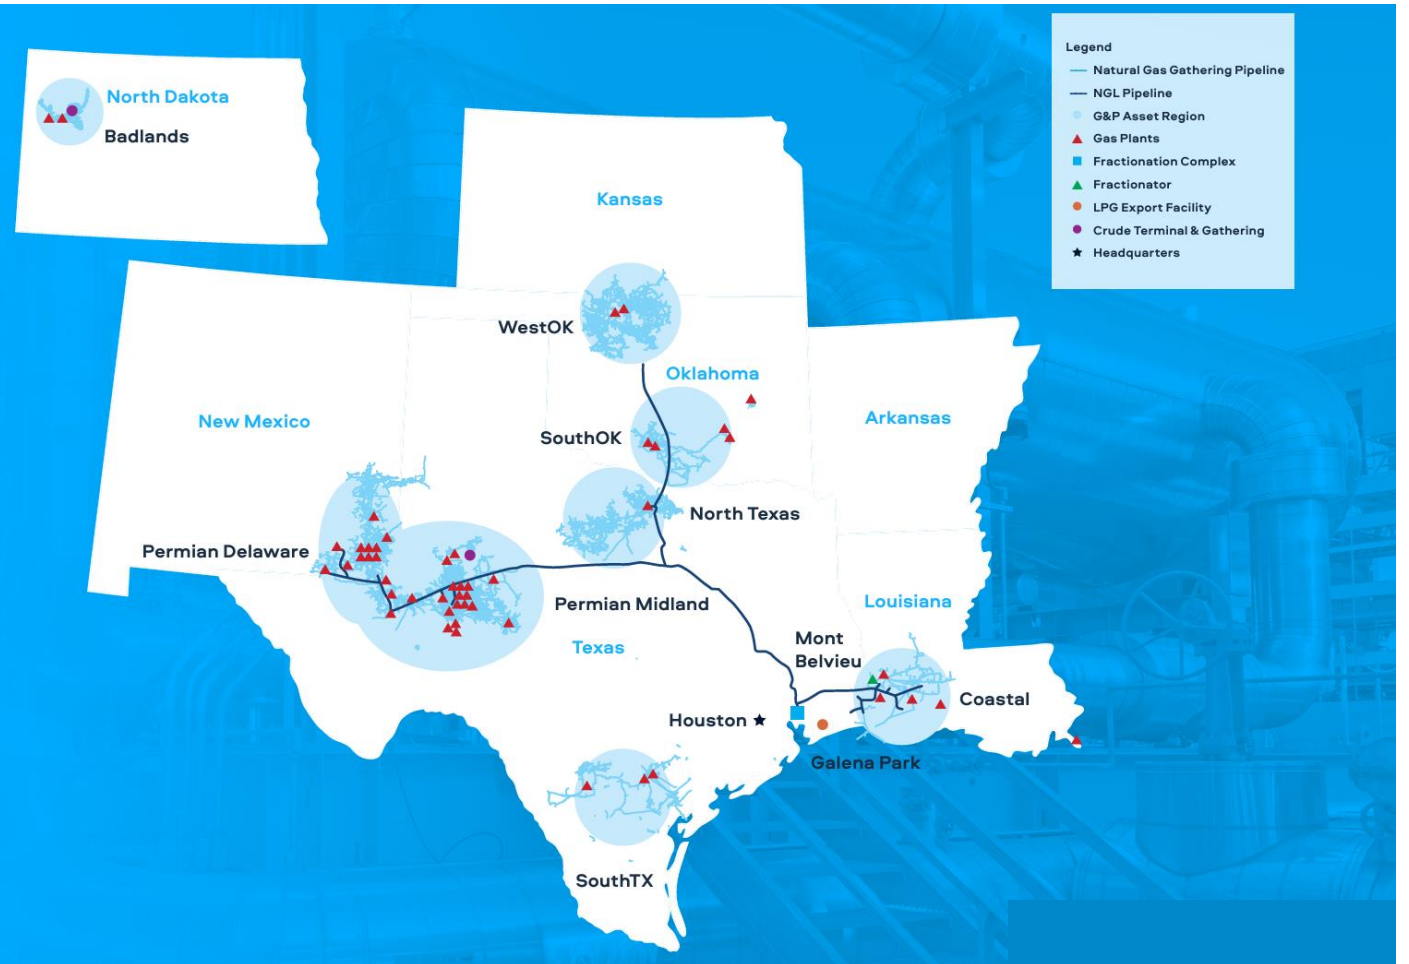 Legend
Natural Gas Gathering Pipeline
NGL Pipeline
G&P Asset Region
Gas Plants
Fractionation Complex
Fractionator
LPG Export Facility
Crude Terminal & Gathering
Headquarters
North Dakota
Badlands
Kansas
WestOK
Oklahoma
New Mexico
Arkansas
SouthOK
North Texas
Permian Delaware
Permian Midland
Louisiana
Texas
Mont
Belvieu
Coastal
Houston
Galena Park
SouthTX